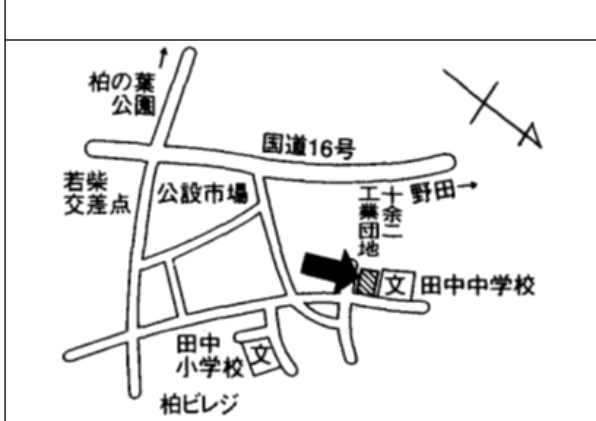 柏の葉
公園
国道16号
若柴
交差点
公設市場
十余二
工業団地
野田→
文
田中中学校
田中
小学校
文
柏ビレジ